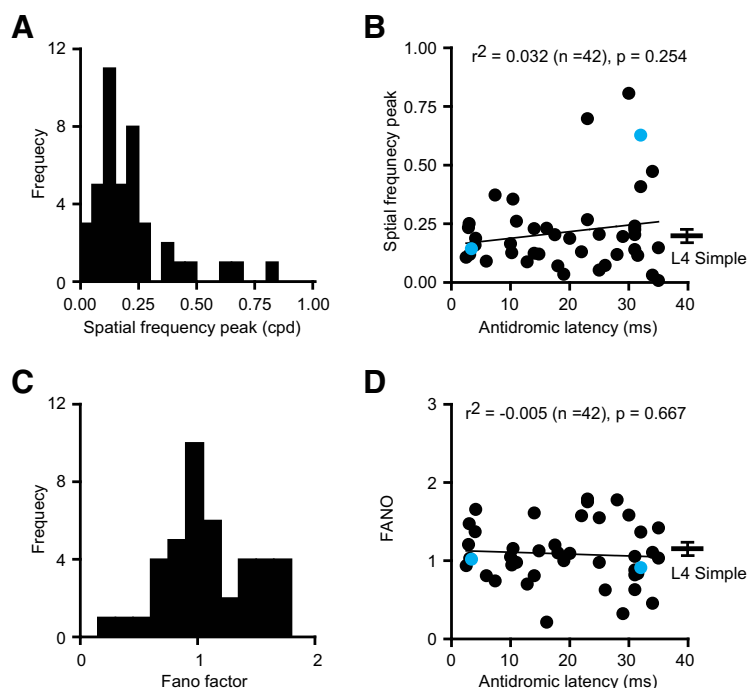 A
12
8
4
0
Frequecy
0.00
0.25
0.50
0.75
1.00
Spatial frequency peak (cpd)
B
r2 = 0.032 (n =42), p = 0.254
1.00
0.75
0.50
0.25
0.00
Sptial frequnecy peak
L4 Simple
0
10
20
30
40
Antidromic latency (ms)
C
12
8
4
0
Frequecy
0
1
2
Fano factor
D
r2 = -0.005 (n =42), p = 0.667
3
2
1
0
FANO
L4 Simple
0
10
20
30
40
Antidromic latency (ms)